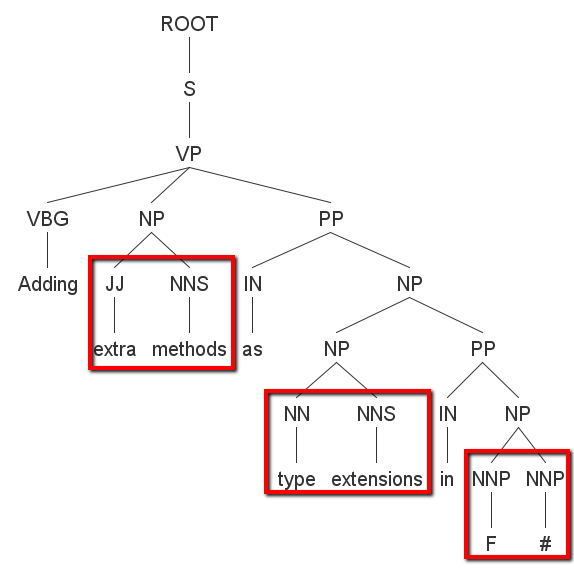 ROOT
S
VP
VBG NP PP
Adding JJ NNS IN NP
extra methods as NP PP
NN NNS IN NP
type extensions in NNP NNP
F #